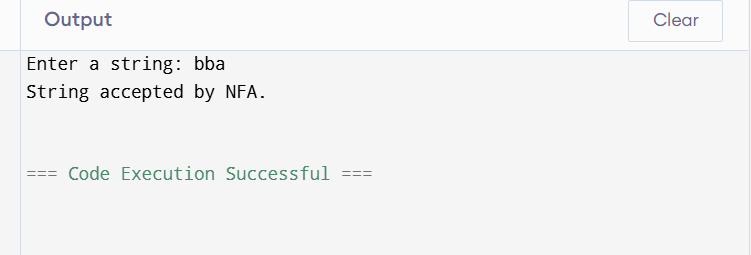 Output
Clear
Enter a string: bba
String accepted by NFA.
=== Code Execution Successful ===